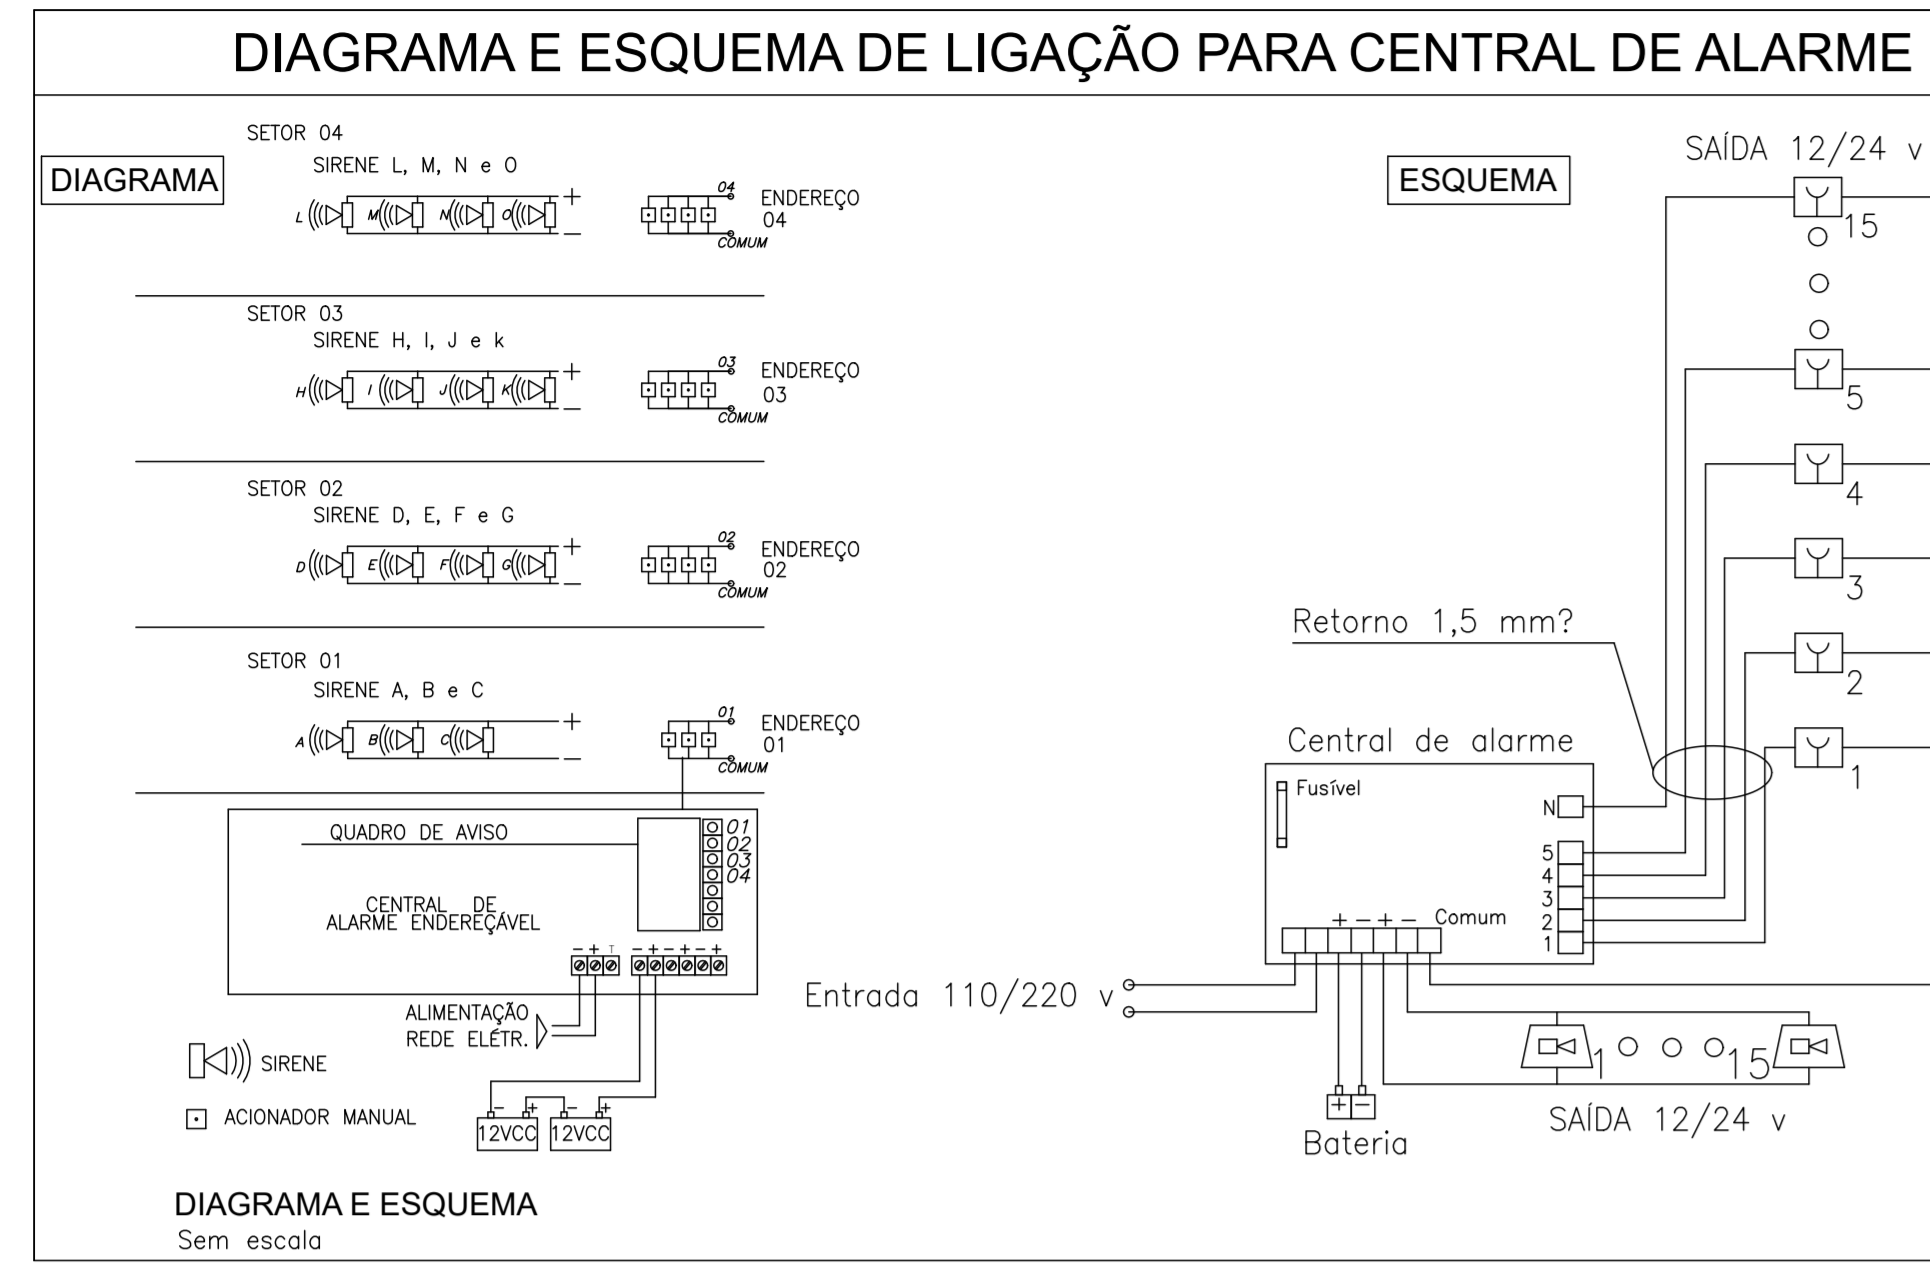 DIAGRAMA E ESQUEMA DE LIGAÇÃO PARA CENTRAL DE ALARME
DIAGRAMA
SETOR 04
SIRENE L, M, N e O
L M N O + −
04
COMUM
ENDEREÇO
04
SETOR 03
SIRENE H, I, J e k
H I J K + −
03
COMUM
ENDEREÇO
03
SETOR 02
SIRENE D, E, F e G
D E F G + −
02
COMUM
ENDEREÇO
02
SETOR 01
SIRENE A, B e C
A B C + −
01
COMUM
ENDEREÇO
01
QUADRO DE AVISO
01
02
03
04
CENTRAL DE
ALARME ENDEREÇÁVEL
− + T − + − + − +
ALIMENTAÇÃO
REDE ELÉTR.
SIRENE
ACIONADOR MANUAL
− + − +
12VCC 12VCC
DIAGRAMA E ESQUEMA
Sem escala
ESQUEMA
SAÍDA 12/24 v
15
5
4
3
2
1
Retorno 1,5 mm?
Central de alarme
Fusível
N
5
4
3
2
1
+ − + − Comum
Entrada 110/220 v
+ −
Bateria
1 15
SAÍDA 12/24 v